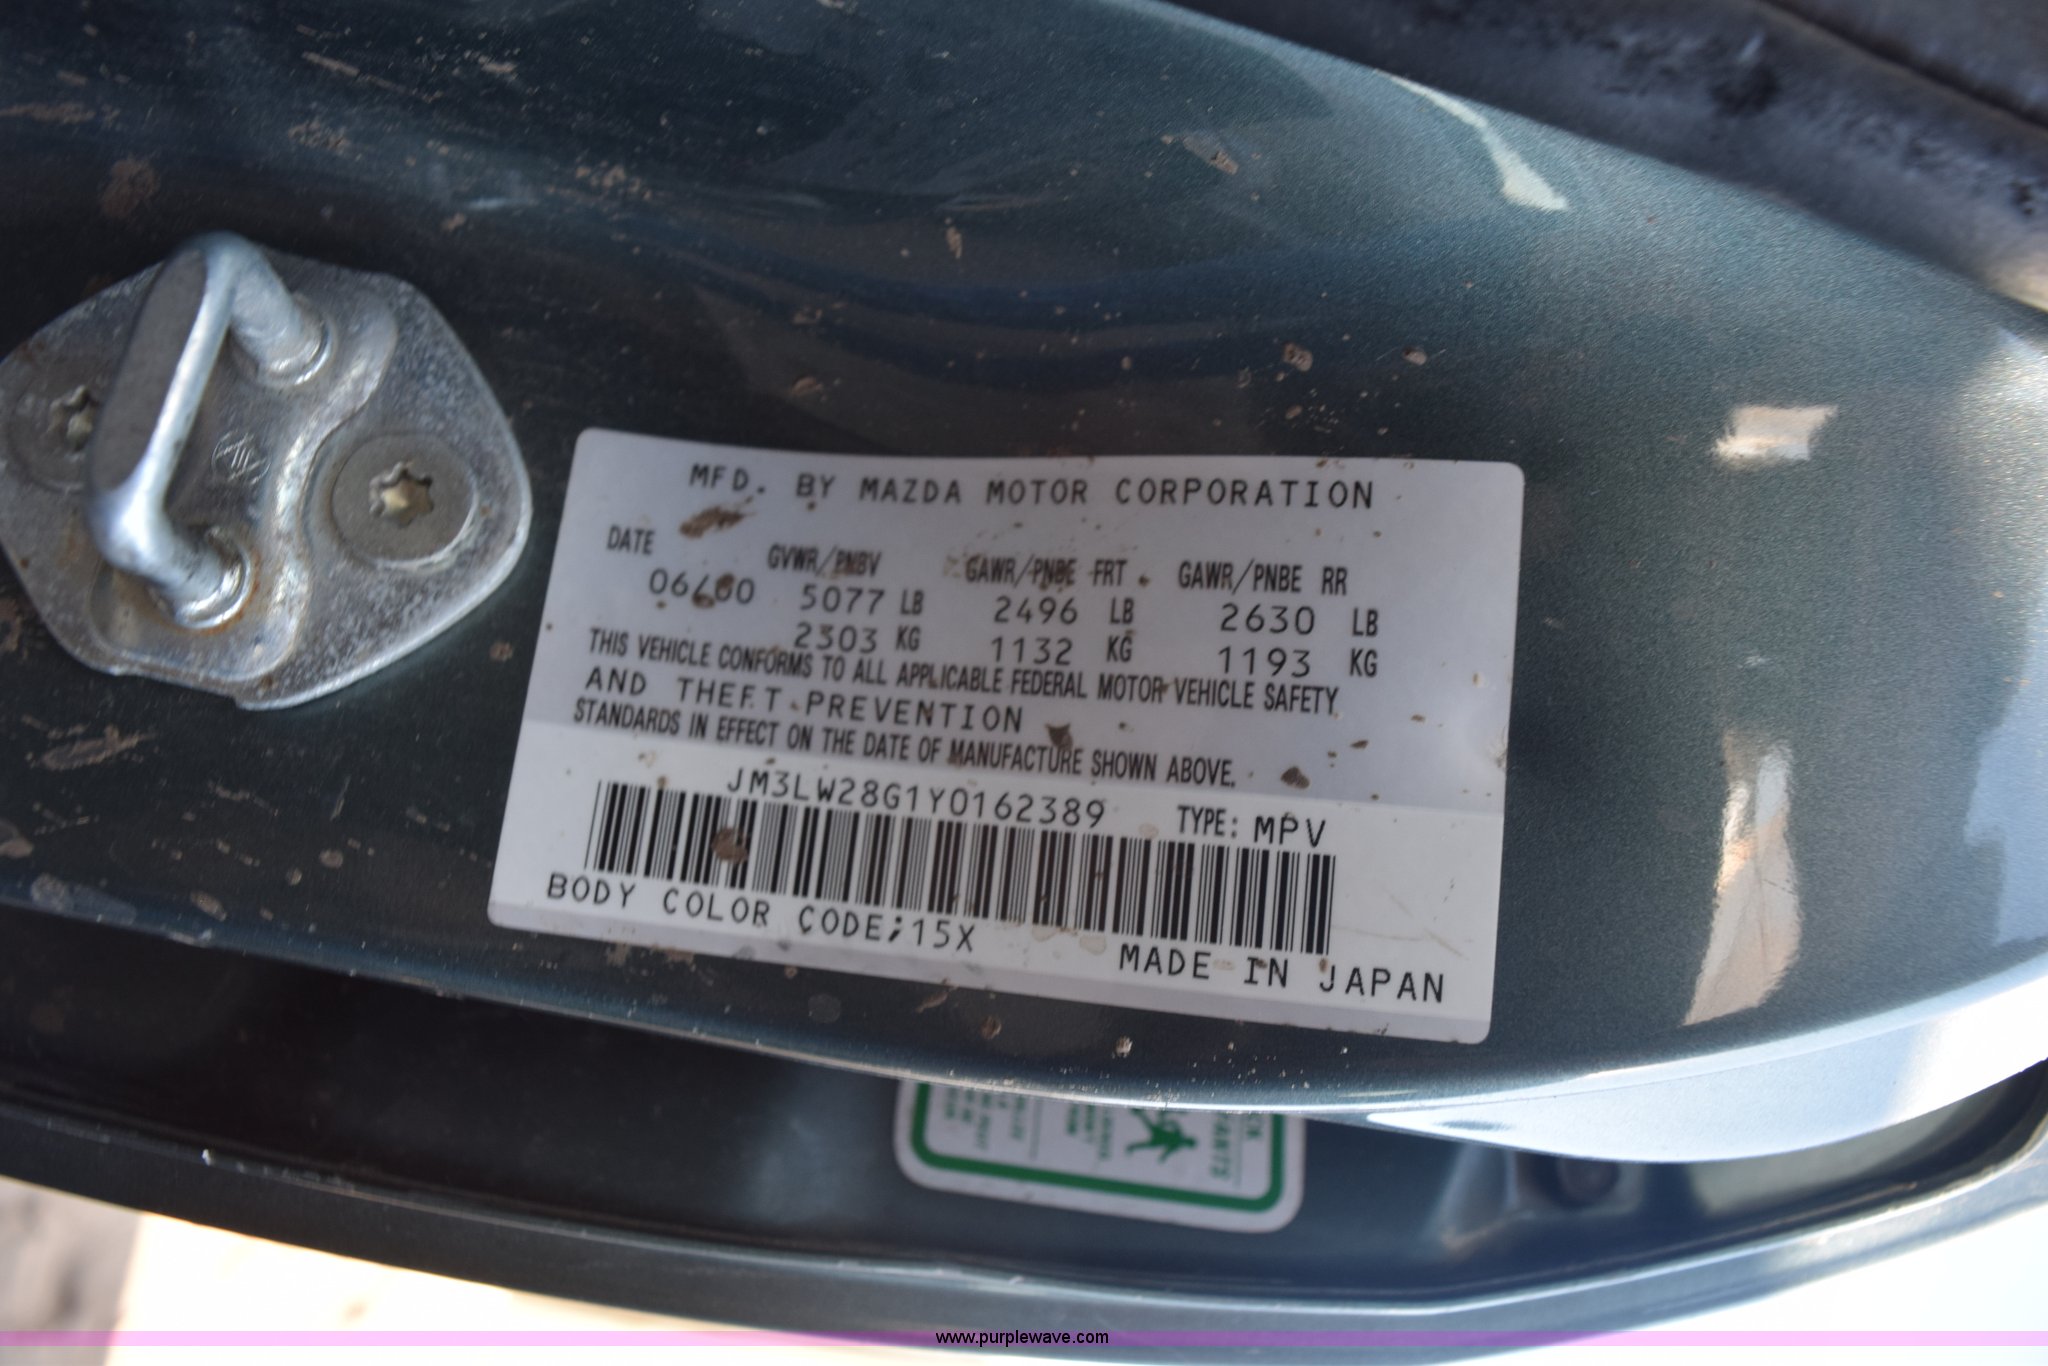 MFD. BY MAZDA MOTOR CORPORATION
DATE GVWR/PNBV GAWR/PNBE FRT GAWR/PNBE RR
06/00 5077 LB 2496 LB 2630 LB
2303 KG 1132 KG 1193 KG
THIS VEHICLE CONFORMS TO ALL APPLICABLE FEDERAL MOTOR VEHICLE SAFETY
AND THEFT PREVENTION
STANDARDS IN EFFECT ON THE DATE OF MANUFACTURE SHOWN ABOVE.
JM3LW28G1Y0162389 TYPE: MPV
BODY COLOR CODE;15X
MADE IN JAPAN
www.purplewave.com